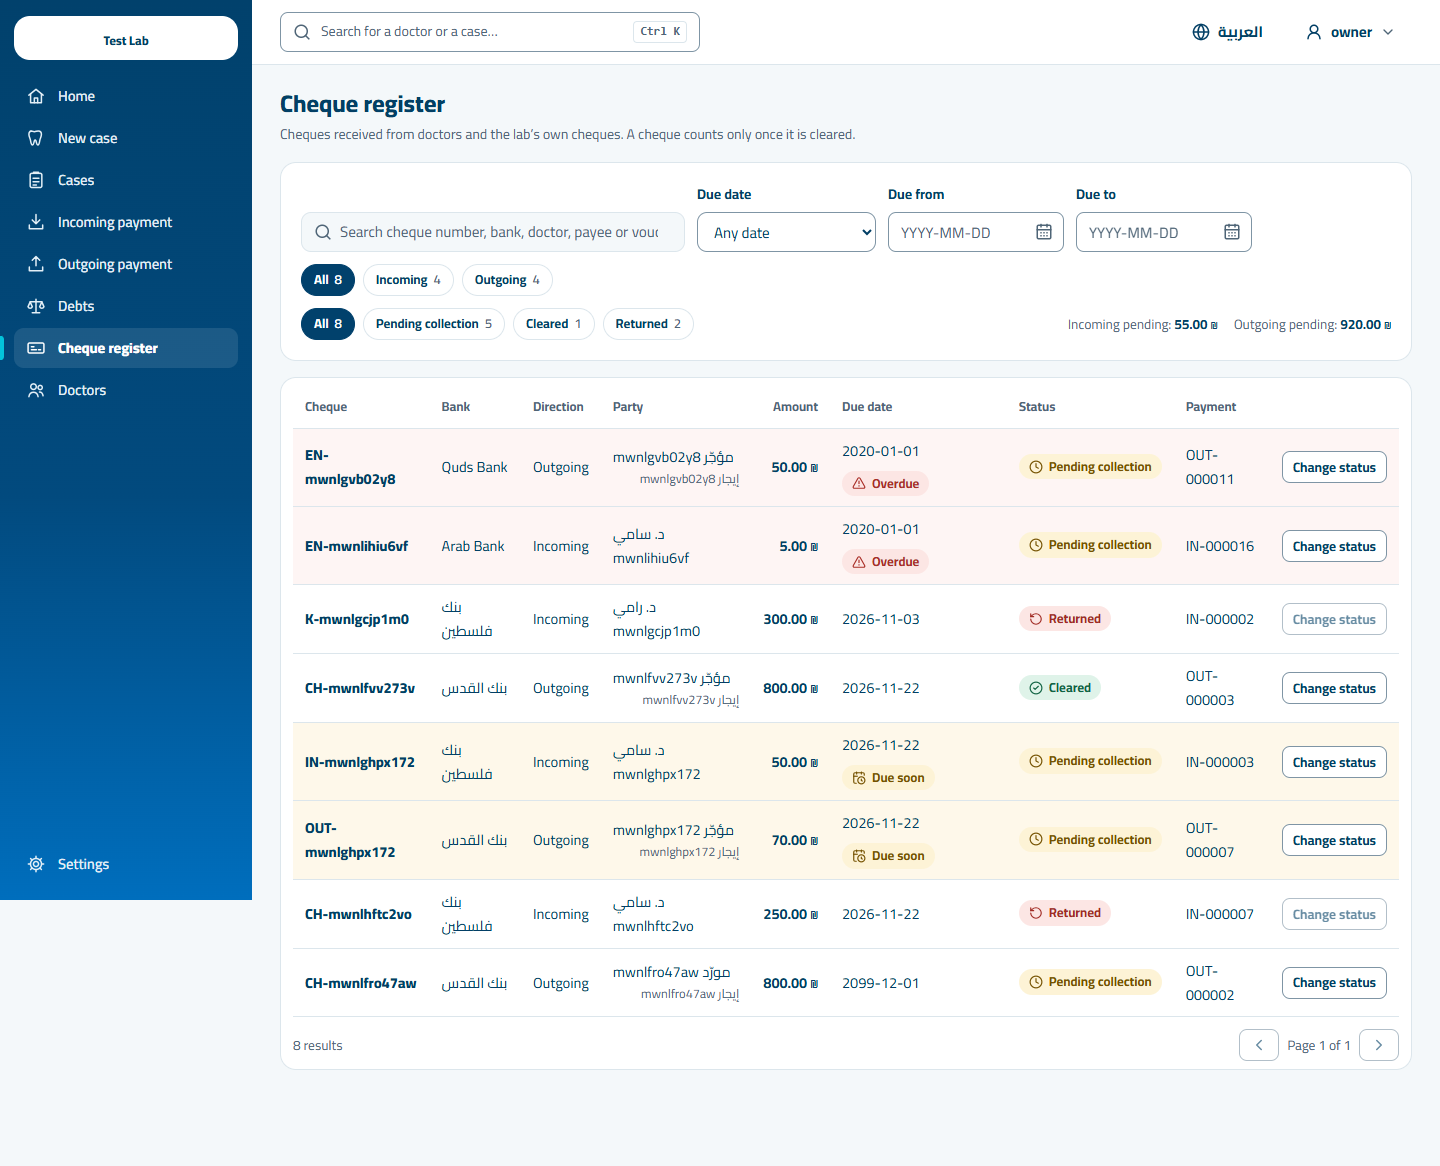 Test Lab
Home
New case
Cases
Incoming payment
Outgoing payment
Debts
Cheque register
Doctors
Settings
Search for a doctor or a case... Ctrl K
العربية owner
Cheque register
Cheques received from doctors and the lab's own cheques. A cheque counts only once it is cleared.
Due date Due from Due to
Search cheque number, bank, doctor, payee or vouc Any date YYYY-MM-DD YYYY-MM-DD
All 8 Incoming 4 Outgoing 4
All 8 Pending collection 5 Cleared 1 Returned 2 Incoming pending: 55.00 ₪ Outgoing pending: 920.00 ₪
Cheque Bank Direction Party Amount Due date Status Payment
EN-
mwnlgvb02y8 Quds Bank Outgoing مؤجّر mwnlgvb02y8
إيجار mwnlgvb02y8 50.00 ₪ 2020-01-01
Overdue Pending collection OUT-
000011 Change status
EN-mwnlihiu6vf Arab Bank Incoming د. سامي
mwnlihiu6vf 5.00 ₪ 2020-01-01
Overdue Pending collection IN-000016 Change status
K-mwnlgcjp1m0 بنك
فلسطين Incoming د. رامي
mwnlgcjp1m0 300.00 ₪ 2026-11-03 Returned IN-000002 Change status
CH-mwnlfvv273v بنك القدس Outgoing مؤجّر mwnlfvv273v
إيجار mwnlfvv273v 800.00 ₪ 2026-11-22 Cleared OUT-
000003 Change status
IN-mwnlghpx172 بنك
فلسطين Incoming د. سامي
mwnlghpx172 50.00 ₪ 2026-11-22
Due soon Pending collection IN-000003 Change status
OUT-
mwnlghpx172 بنك القدس Outgoing مؤجّر mwnlghpx172
إيجار mwnlghpx172 70.00 ₪ 2026-11-22
Due soon Pending collection OUT-
000007 Change status
CH-mwnlhftc2vo بنك
فلسطين Incoming د. سامي
mwnlhftc2vo 250.00 ₪ 2026-11-22 Returned IN-000007 Change status
CH-mwnlfro47aw بنك القدس Outgoing مورّد mwnlfro47aw
إيجار mwnlfro47aw 800.00 ₪ 2099-12-01 Pending collection OUT-
000002 Change status
8 results Page 1 of 1